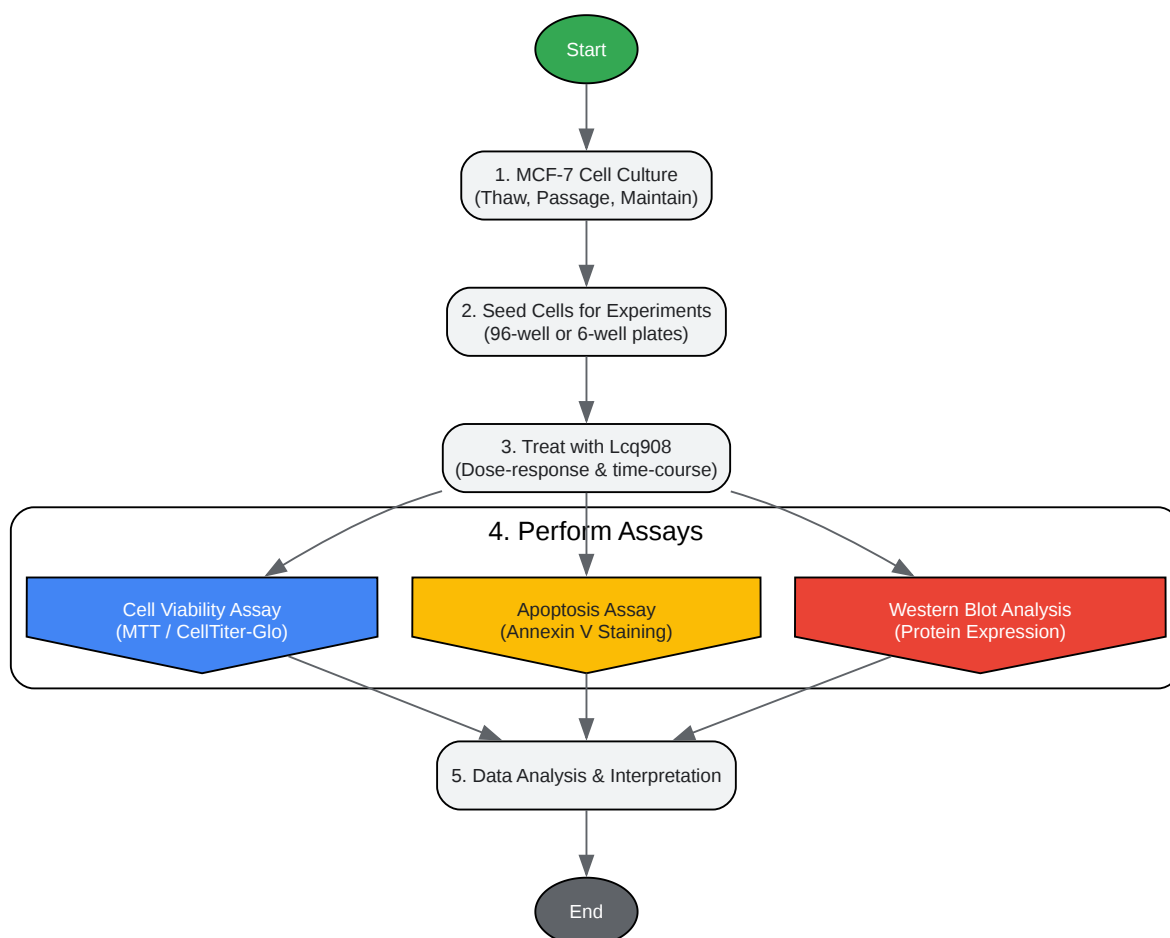 Start
1. MCF-7 Cell Culture
(Thaw, Passage, Maintain)
2. Seed Cells for Experiments
(96-well or 6-well plates)
3. Treat with Lcq908
(Dose-response & time-course)
4. Perform Assays
Cell Viability Assay
(MTT / CellTiter-Glo)
Apoptosis Assay
(Annexin V Staining)
Western Blot Analysis
(Protein Expression)
5. Data Analysis & Interpretation
End